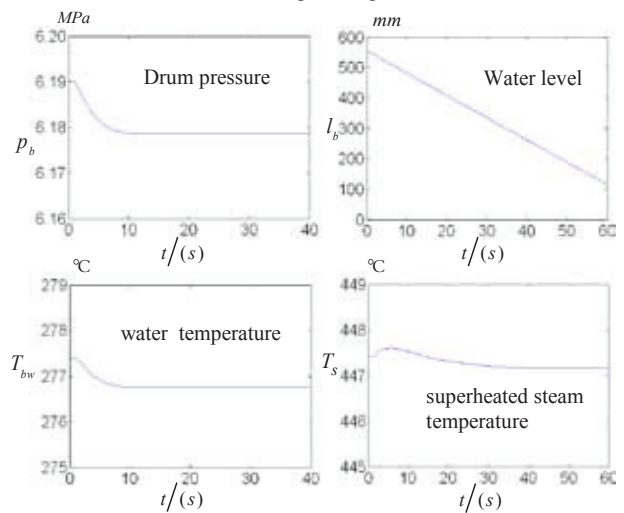 MPa
6.20
6.19
6.18
6.17
6.16
p_b
Drum pressure
0 10 20 30 40
t/(s)
mm
600
500
400
300
200
100
0
l_b
Water level
0 10 20 30 40 50 60
t/(s)
℃
279
278
277
276
275
T_bw
water temperature
0 10 20 30 40
t/(s)
℃
449
448
447
446
445
T_s
superheated steam
temperature
0 10 20 30 40 50 60
t/(s)